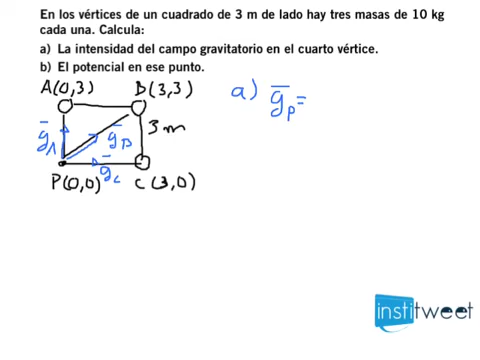 En los vértices de un cuadrado de 3 m de lado hay tres masas de 10 kg
cada una. Calcula:
a) La intensidad del campo gravitatorio en el cuarto vértice.
b) El potencial en ese punto.
A(0,3) B(3,3) a) g̅P=
3 m
g̅A g̅B
g̅C
P(0,0) C(3,0)
institweet